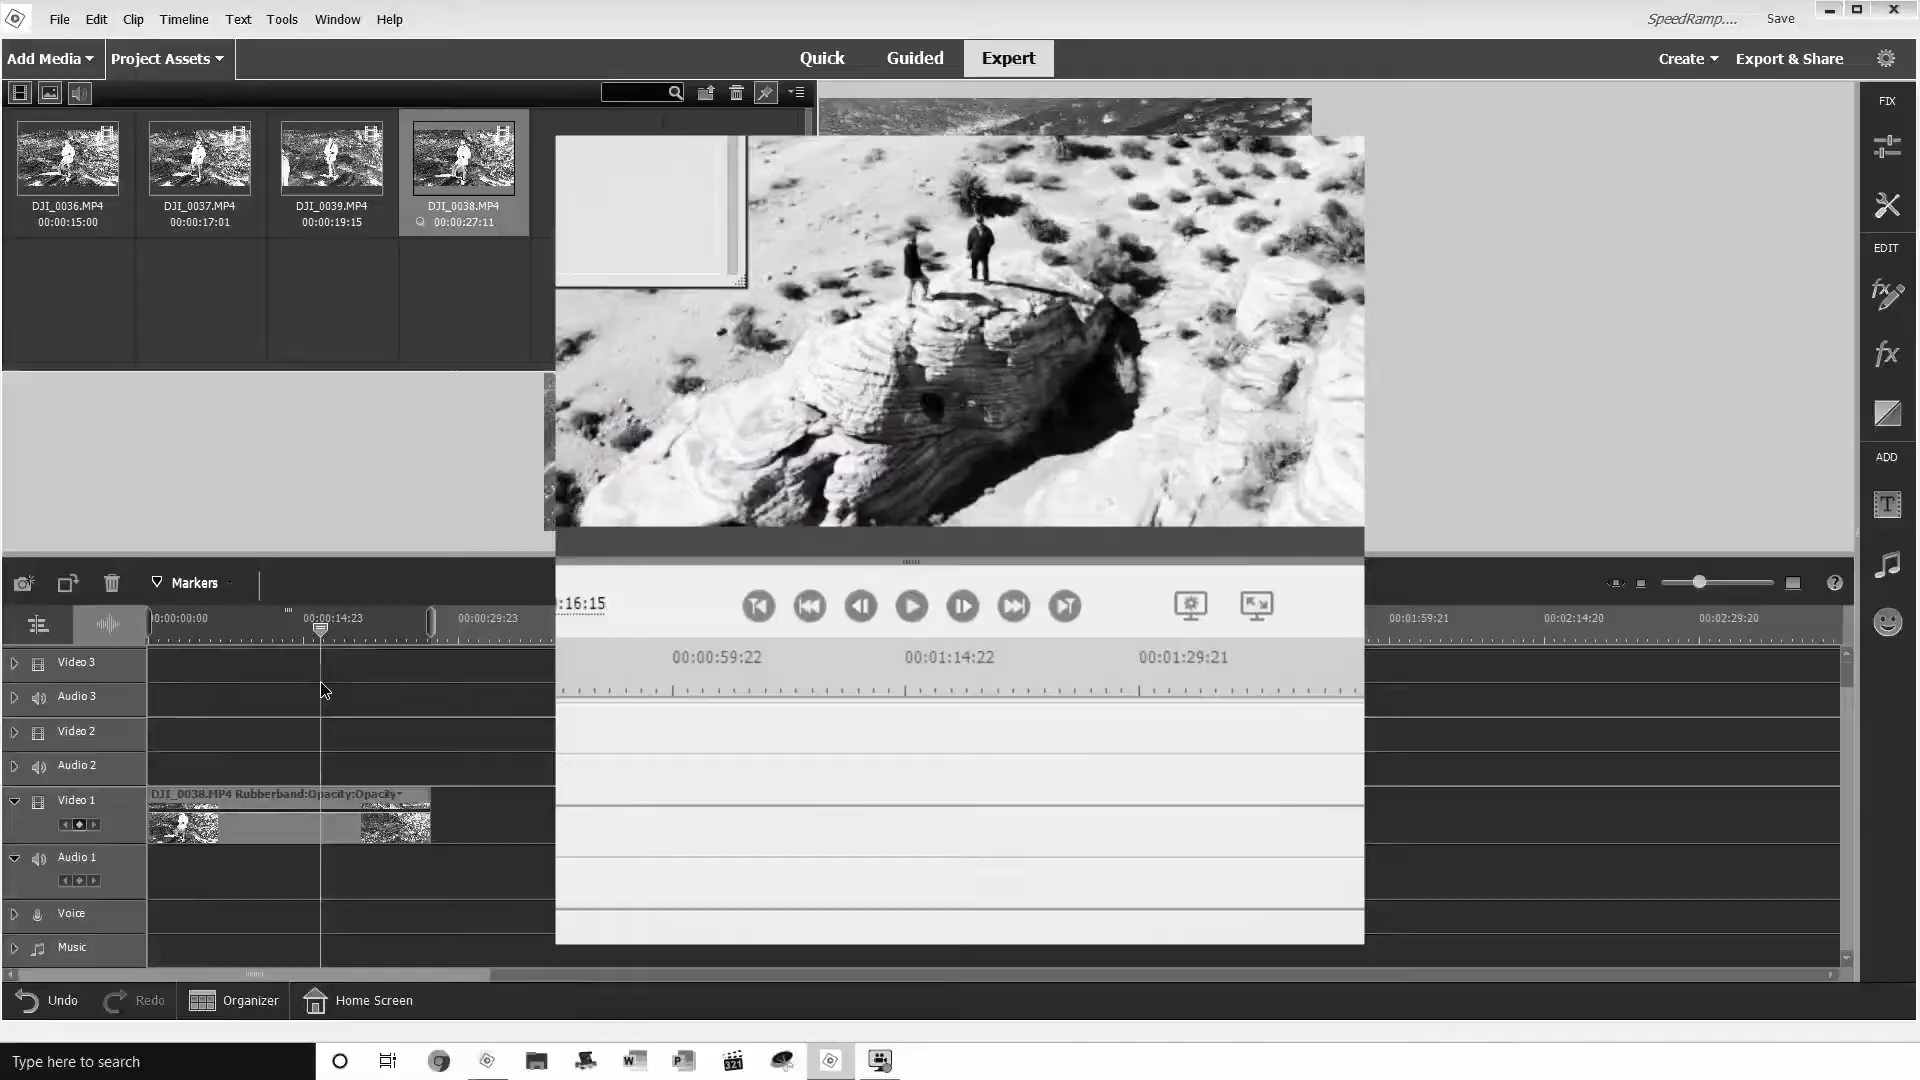 File Edit Clip Timeline Text Tools Window Help
SpeedRamp.... Save
Add Media Project Assets
Quick Guided Expert
Create Export & Share
FIX
DJI_0036.MP4 DJI_0037.MP4 DJI_0039.MP4 DJI_0038.MP4
00:00:15:00 00:00:17:01 00:00:19:15 00:00:27:11
EDIT
fx
fx
ADD
T
Markers
:16:15
?
00:00:00:00 00:00:14:23 00:00:29:23
00:01:59:21 00:02:14:20 00:02:29:20
00:00:59:22 00:01:14:22 00:01:29:21
Video 3
Audio 3
Video 2
Audio 2
Video 1
DJI_0038.MP4 Rubberband:Opacity:Opacity
Audio 1
Voice
Music
Undo Redo Organizer Home Screen
Type here to search
W P 321